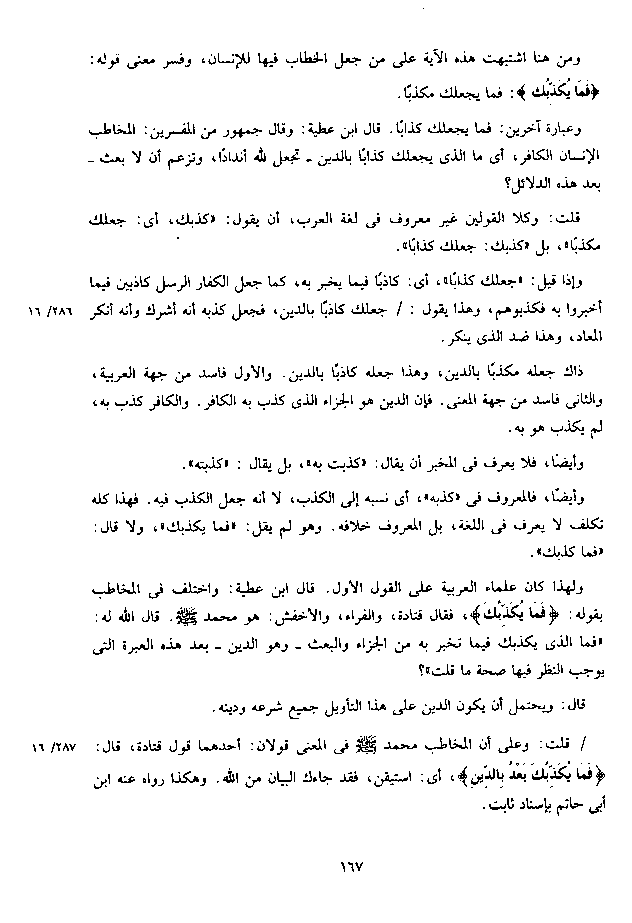 ومن هنا اشتبهت هذه الآية على من جعل الخطاب فيها للإنسان، وفسر معنى قوله:
﴿فَمَا يُكَذِّبُكَ﴾: فما يجعلك مكذبًا.
وعبارة آخرين: فما يجعلك كذابًا. قال ابن عطية: وقال جمهور من المفسرين: المخاطب
الإنسان الكافر، أى ما الذى يجعلك كذابًا بالدين ـ تجعل لله أندادًا، وتزعم أن لا بعث ـ
بعد هذه الدلائل؟
قلت: وكلا القولين غير معروف فى لغة العرب، أن يقول: «كذبك، أى: جعلك
مكذبًا»، بل «كذبك: جعلك كذابًا».
وإذا قيل: «جعلك كذابًا»، أى: كاذبًا فيما يخبر به، كما جعل الكفار الرسل كاذبين فيما
أخبروا به فكذبوهم، وهذا يقول: / جعلك كاذبًا بالدين، فجعل كذبه أنه أشرك وأنه أنكر ١٦/٢٨٦
المعاد، وهذا ضد الذى ينكر.
ذاك جعله مكذبًا بالدين، وهذا جعله كاذبًا بالدين. والأول فاسد من جهة العربية،
والثانى فاسد من جهة المعنى. فإن الدين هو الجزاء الذى كذب به الكافر. والكافر كذب به،
لم يكذب هو به.
وأيضًا، فلا يعرف فى المخبر أن يقال: «كذبت به»، بل يقال: «كذبته».
وأيضًا، فالمعروف فى «كذبه»، أى نسبه إلى الكذب، لا أنه جعل الكذب فيه. فهذا كله
تكلف لا يعرف فى اللغة، بل المعروف خلافه. وهو لم يقل: «فما يكذبك»، ولا قال:
«فما كذبك».
ولهذا كان علماء العربية على القول الأول. قال ابن عطية: واختلف فى المخاطب
بقوله: ﴿فَمَا يُكَذِّبُكَ﴾، فقال قتادة، والفراء، والأخفش: هو محمد ﷺ. قال الله له:
«فما الذى يكذبك فيما تخبر به من الجزاء والبعث ـ وهو الدين ـ بعد هذه العبرة التى
يوجب النظر فيها صحة ما قلت»؟
قال: ويحتمل أن يكون الدين على هذا التأويل جميع شرعه ودينه.
/ قلت: وعلى أن المخاطب محمد ﷺ فى المعنى قولان: أحدهما قول قتادة، قال: ١٦/٢٨٧
﴿فَمَا يُكَذِّبُكَ بَعْدُ بِالدِّينِ﴾، أى: استيقن، فقد جاءك البيان من الله. وهكذا رواه عنه ابن
أبى حاتم بإسناد ثابت.
١٦٧